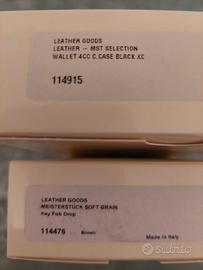 LEATHER GOODS
LEATHER -- MST SELECTION
WALLET 4CC C.CASE BLACK XC
114915
LEATHER GOODS
MEISTERSTÜCK SOFT GRAIN
Key Fob Drop
114476 Brown Made in Italy
subito